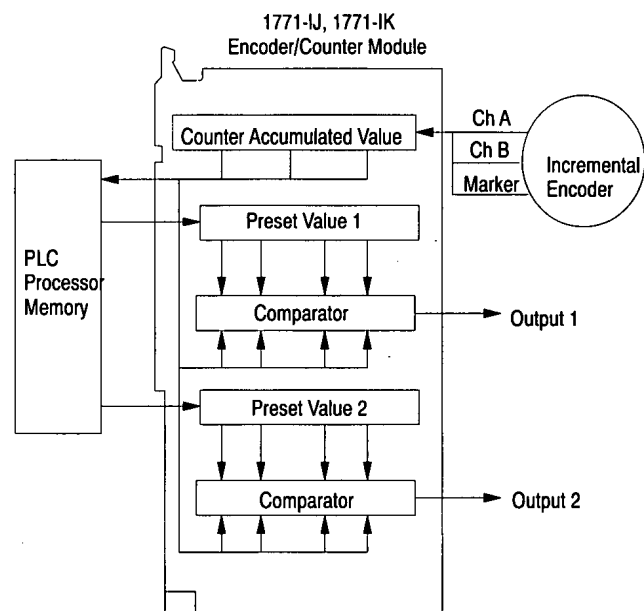 1771-IJ, 1771-IK
Encoder/Counter Module
Counter Accumulated Value
Ch A
Ch B
Marker
Incremental
Encoder
PLC
Processor
Memory
Preset Value 1
Comparator
Output 1
Preset Value 2
Comparator
Output 2